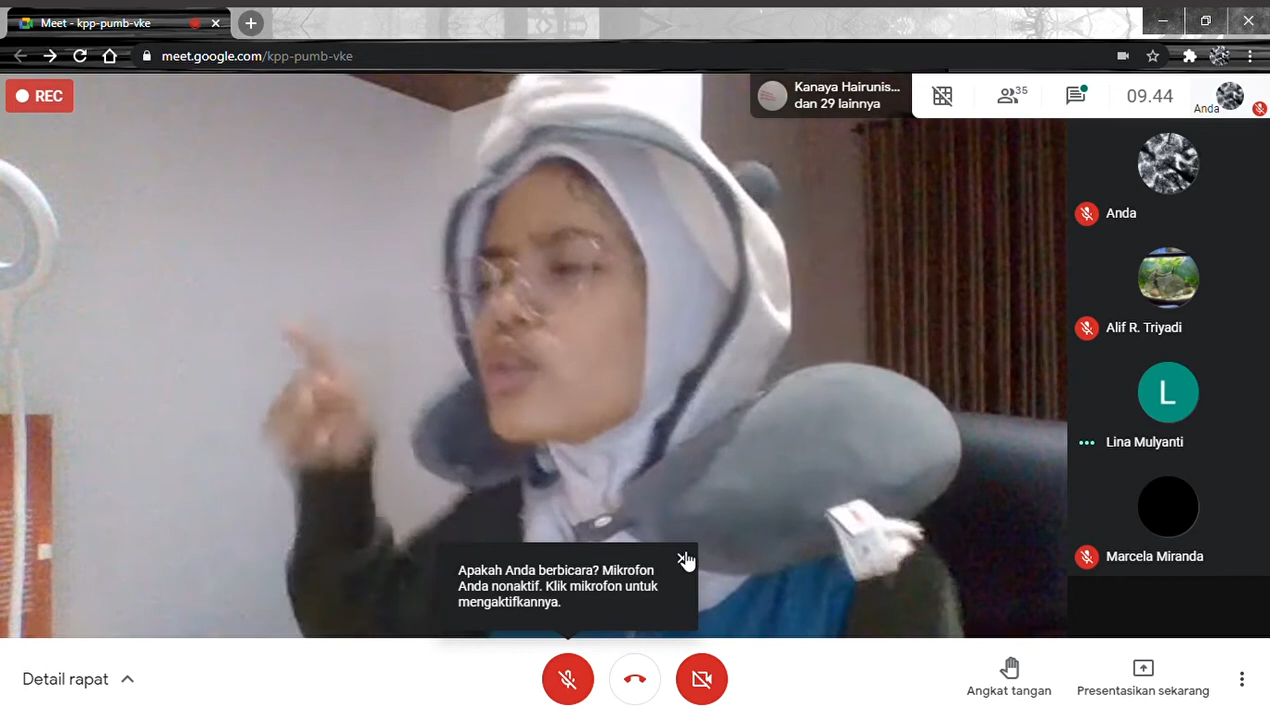 Meet - kpp-pumb-vke
meet.google.com/kpp-pumb-vke
REC
Kanaya Hairunis...
dan 29 lainnya
35
09.44
Anda
Anda
Alif R. Triyadi
L
Lina Mulyanti
Marcela Miranda
Apakah Anda berbicara? Mikrofon
Anda nonaktif. Klik mikrofon untuk
mengaktifkannya.
Detail rapat
Angkat tangan
Presentasikan sekarang